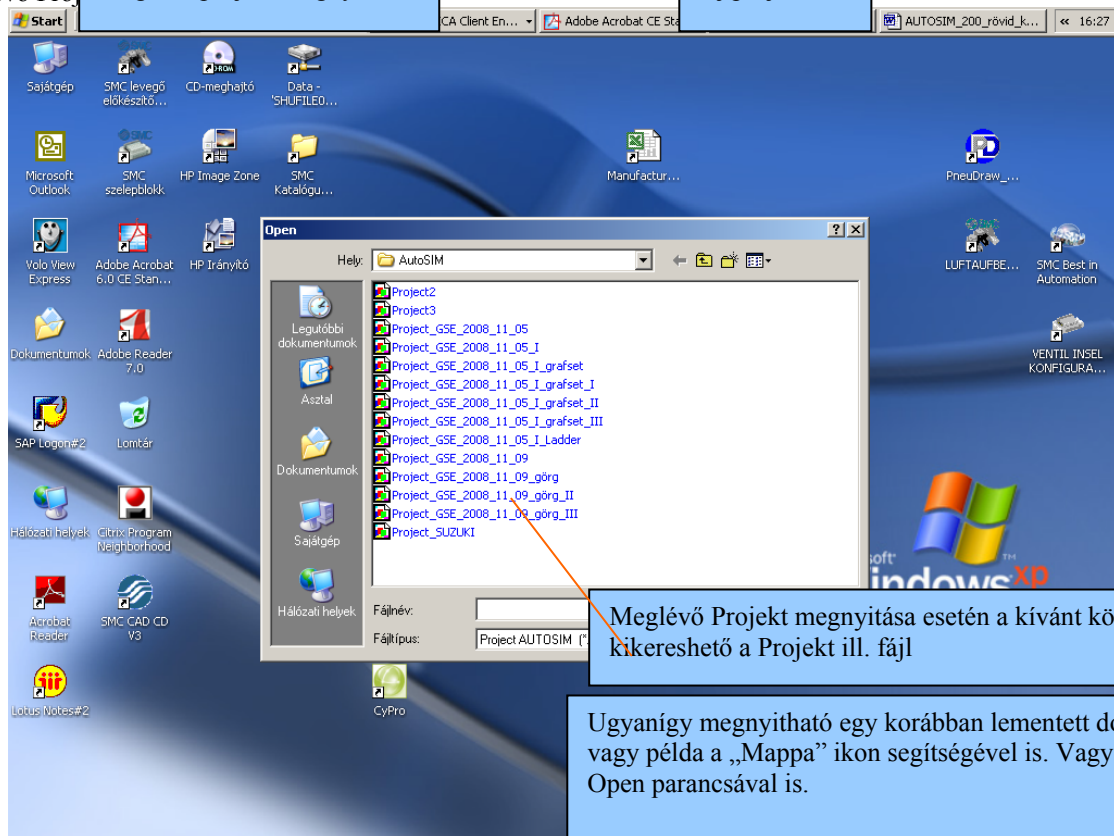 Start
CA Client En...
Adobe Acrobat CE Sta
AUTOSIM_200_rövid_k...
16:27
Sajátgép
SMC levegő előkészítő...
CD-meghajtó
Data - 'SHUFILE0...
Microsoft Outlook
SMC szelepblokk
HP Image Zone
SMC Katalógu...
Manufactur...
PneuDraw_...
Volo View Express
Adobe Acrobat 6.0 CE Stan...
HP Irányító
LUFTAUFBE...
SMC Best in Automation
Dokumentumok
Adobe Reader 7.0
VENTIL INSEL KONFIGURA...
SAP Logon#2
Lomtár
Hálózati helyek
Citrix Program Neighborhood
Acrobat Reader
SMC CAD CD V3
Lotus Notes#2
CyPro
Open
Hely:
AutoSIM
Legutóbbi dokumentumok
Asztal
Dokumentumok
Sajátgép
Hálózati helyek
Project2
Project3
Project_GSE_2008_11_05
Project_GSE_2008_11_05_I
Project_GSE_2008_11_05_I_grafset
Project_GSE_2008_11_05_I_grafset_I
Project_GSE_2008_11_05_I_grafset_II
Project_GSE_2008_11_05_I_grafset_III
Project_GSE_2008_11_05_I_Ladder
Project_GSE_2008_11_09
Project_GSE_2008_11_09_görg
Project_GSE_2008_11_09_görg_II
Project_GSE_2008_11_09_görg_III
Project_SUZUKI
Fájlnév:
Fájltípus:
Project AUTOSIM (*.
soft
indows xp
TM
Meglévő Projekt megnyitása esetén a kívánt kö
kikereshető a Projekt ill. fájl
Ugyanígy megnyitható egy korábban lementett do
vagy példa a „Mappa” ikon segítségével is. Vagy
Open parancsával is.